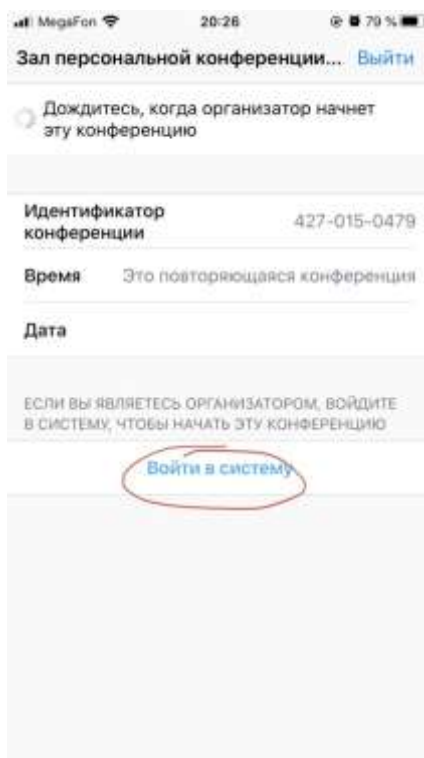 MegaFon 20:26 79 %
Зал персональной конференции... Выйти
Дождитесь, когда организатор начнет
эту конференцию
Идентификатор
конференции
427-015-0479
Время Это повторяющаяся конференция
Дата
ЕСЛИ ВЫ ЯВЛЯЕТЕСЬ ОРГАНИЗАТОРОМ, ВОЙДИТЕ
В СИСТЕМУ, ЧТОБЫ НАЧАТЬ ЭТУ КОНФЕРЕНЦИЮ
Войти в систему